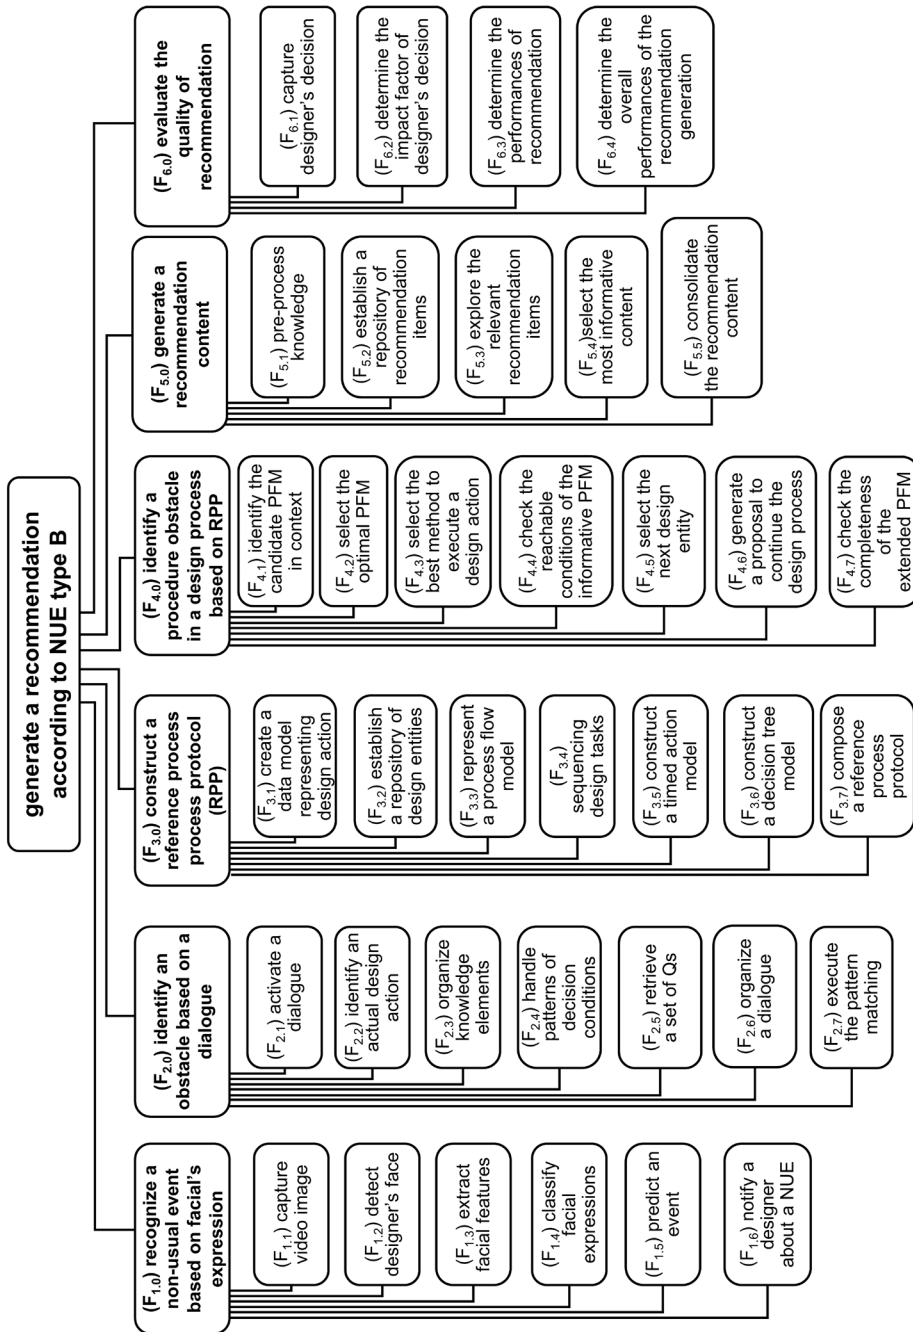 generate a recommendation
according to NUE type B
(F1.0) recognize a
non-usual event
based on facial's
expression
(F1.1) capture
video image
(F1.2) detect
designer's face
(F1.3) extract
facial features
(F1.4) classify
facial
expressions
(F1.5) predict an
event
(F1.6) notify a
designer
about a NUE
(F2.0) identify an
obstacle based on a
dialogue
(F2.1) activate a
dialogue
(F2.2) identify an
actual design
action
(F2.3) organize
knowledge
elements
(F2.4) handle
patterns of
decision
conditions
(F2.5) retrieve
a set of Qs
(F2.6) organize
a dialogue
(F2.7) execute
the pattern
matching
(F3.0) construct a
reference process
protocol
(RPP)
(F3.1) create a
data model
representing
design action
(F3.2) establish
a repository of
design entities
(F3.3) represent
a process flow
model
(F3.4)
sequencing
design tasks
(F3.5) construct
a timed action
model
(F3.6) construct
a decision tree
model
(F3.7) compose
a reference
process
protocol
(F4.0) identify a
procedure obstacle
in a design process
based on RPP
(F4.1) identify the
candidate PFM
in context
(F4.2) select the
optimal PFM
(F4.3) select the
best method to
execute a
design action
(F4.4) check the
reachable
conditions of the
informative PFM
(F4.5) select the
next design
entity
(F4.6) generate
a proposal to
continue the
design process
(F4.7) check the
completeness
of the
extended PFM
(F5.0) generate a
recommendation
content
(F5.1) pre-process
knowledge
(F5.2) establish a
repository of
recommendation
items
(F5.3) explore the
relevant
recommendation
items
(F5.4)select the
most informative
content
(F5.5) consolidate
the recommendation
content
(F6.0) evaluate the
quality of
recommendation
(F6.1) capture
designer's decision
(F6.2) determine the
impact factor of
designer's decision
(F6.3) determine the
performances of
recommendation
(F6.4) determine the
overall
performances of the
recommendation
generation